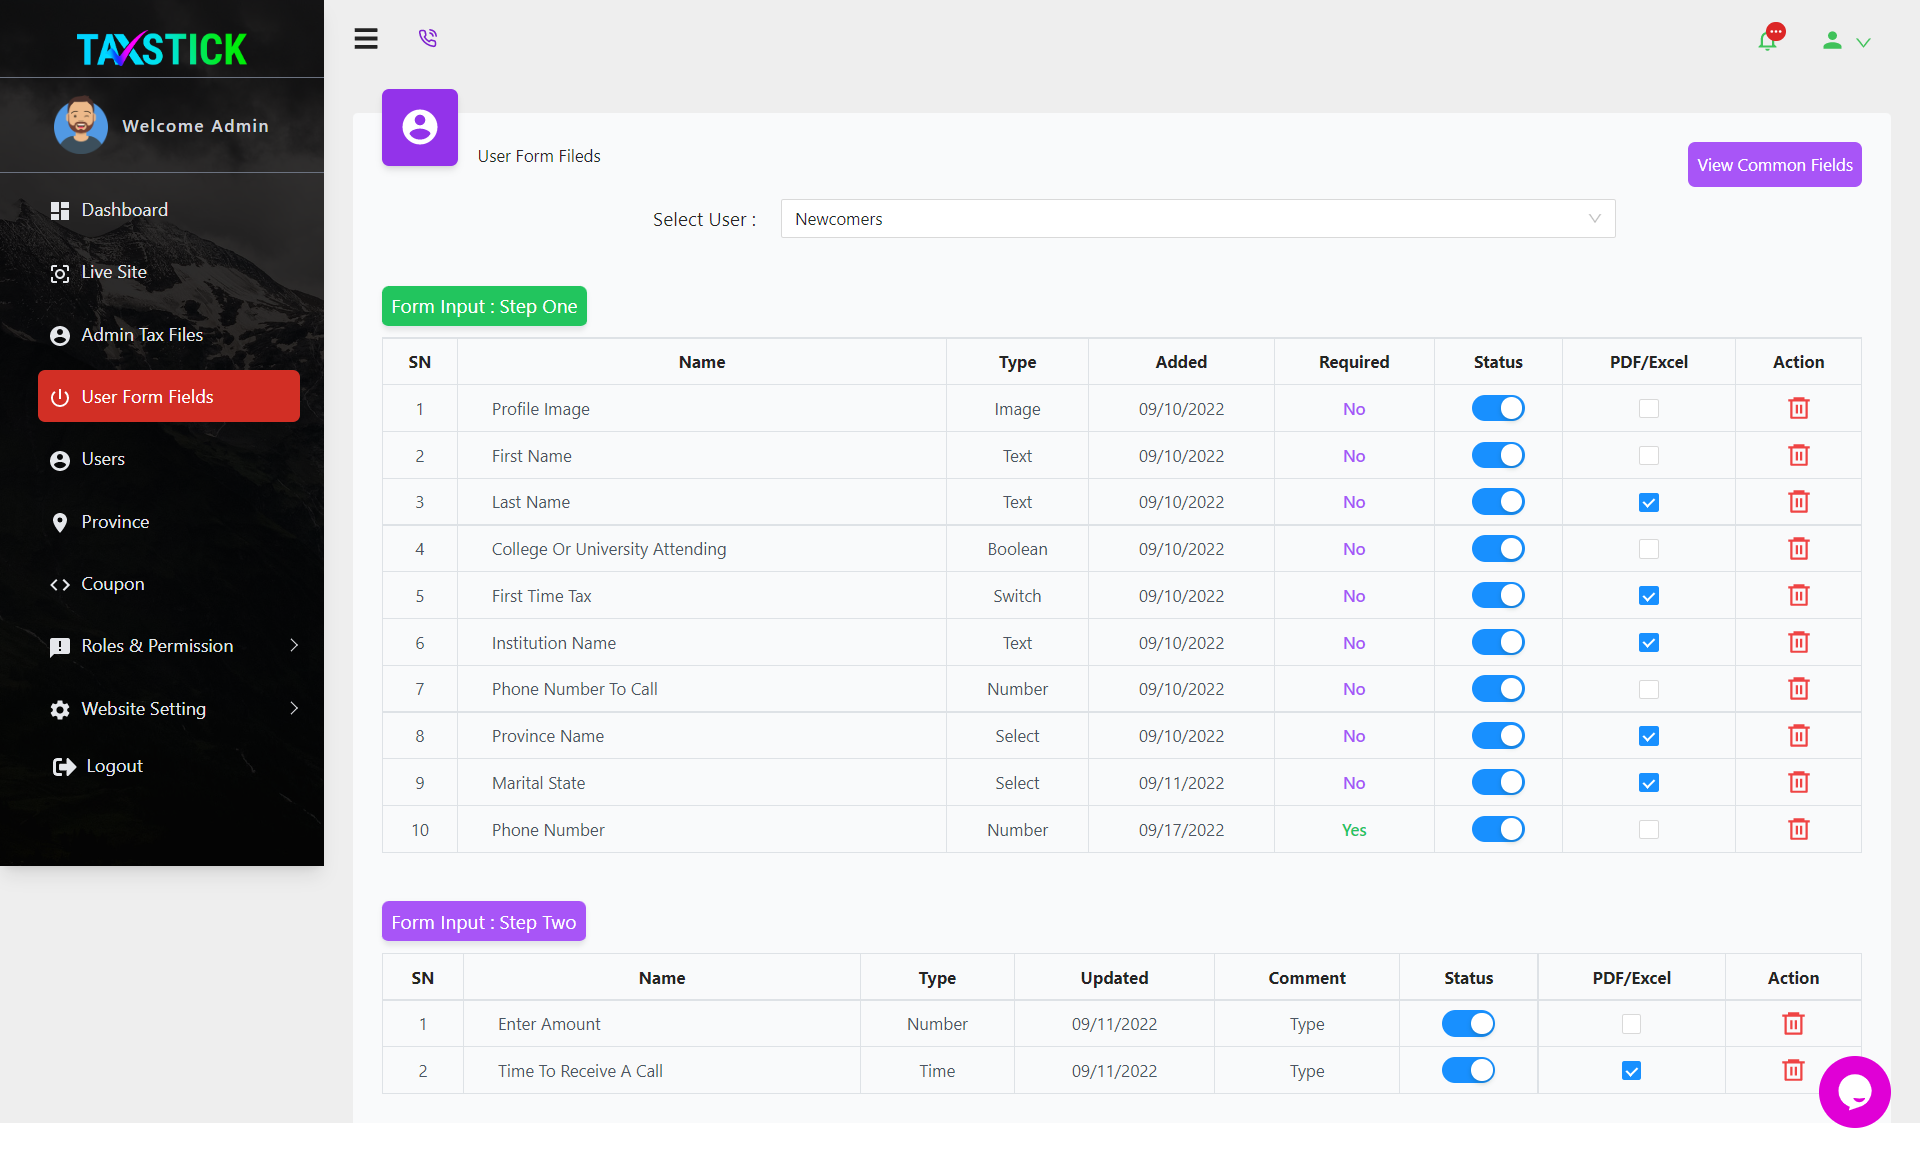 TAXSTICK
Welcome Admin
Dashboard
Live Site
Admin Tax Files
User Form Fields
Users
Province
Coupon
Roles & Permission
Website Setting
Logout
User Form Fileds
View Common Fields
Select User :
Newcomers
Form Input : Step One
SN Name Type Added Required Status PDF/Excel Action
1 Profile Image Image 09/10/2022 No
2 First Name Text 09/10/2022 No
3 Last Name Text 09/10/2022 No
4 College Or University Attending Boolean 09/10/2022 No
5 First Time Tax Switch 09/10/2022 No
6 Institution Name Text 09/10/2022 No
7 Phone Number To Call Number 09/10/2022 No
8 Province Name Select 09/10/2022 No
9 Marital State Select 09/11/2022 No
10 Phone Number Number 09/17/2022 Yes
Form Input : Step Two
SN Name Type Updated Comment Status PDF/Excel Action
1 Enter Amount Number 09/11/2022 Type
2 Time To Receive A Call Time 09/11/2022 Type